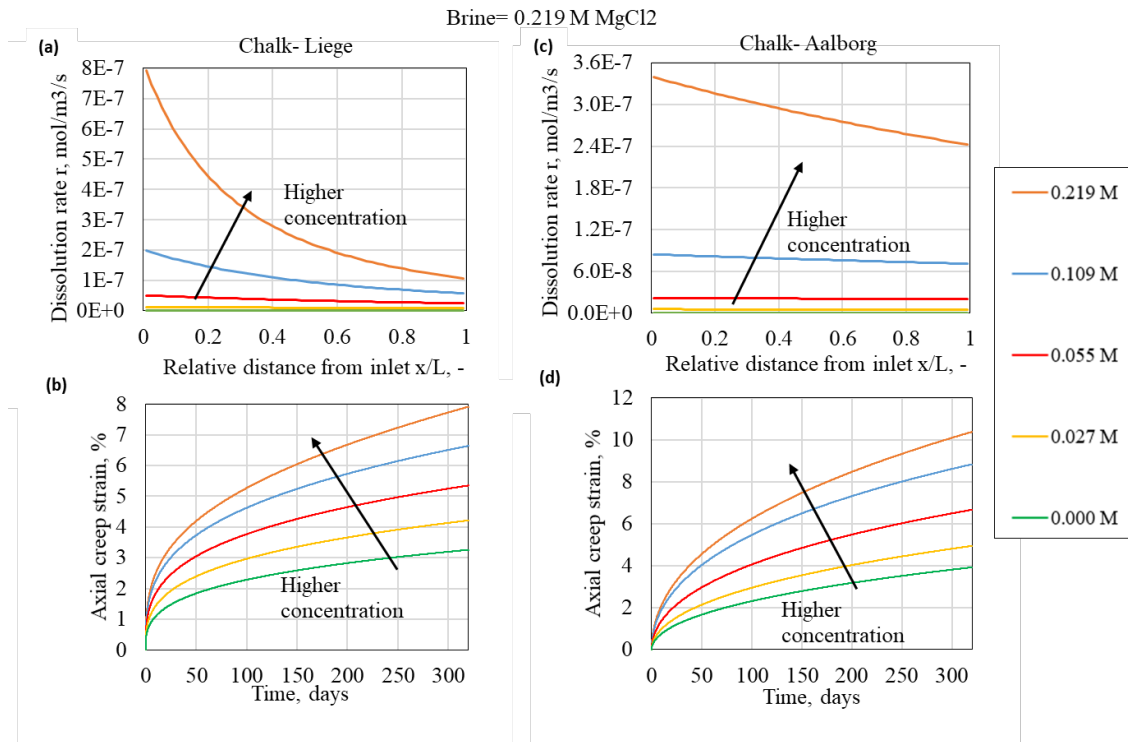 Brine= 0.219 M MgCl2
(a)
Chalk- Liege
8E-7
7E-7
6E-7
5E-7
4E-7
3E-7
2E-7
1E-7
0E+0
Dissolution rate r, mol/m3/s
Higher
concentration
0 0.2 0.4 0.6 0.8 1
Relative distance from inlet x/L, -
(c)
Chalk- Aalborg
3.6E-7
3.0E-7
2.4E-7
1.8E-7
1.2E-7
6.0E-8
0.0E+0
Dissolution rate r, mol/m3/s
Higher
concentration
0 0.2 0.4 0.6 0.8 1
Relative distance from inlet x/L, -
(b)
8
7
6
5
4
3
2
1
0
Axial creep strain, %
Higher
concentration
0 50 100 150 200 250 300
Time, days
(d)
12
10
8
6
4
2
0
Axial creep strain, %
Higher
concentration
0 50 100 150 200 250 300
Time, days
0.219 M
0.109 M
0.055 M
0.027 M
0.000 M